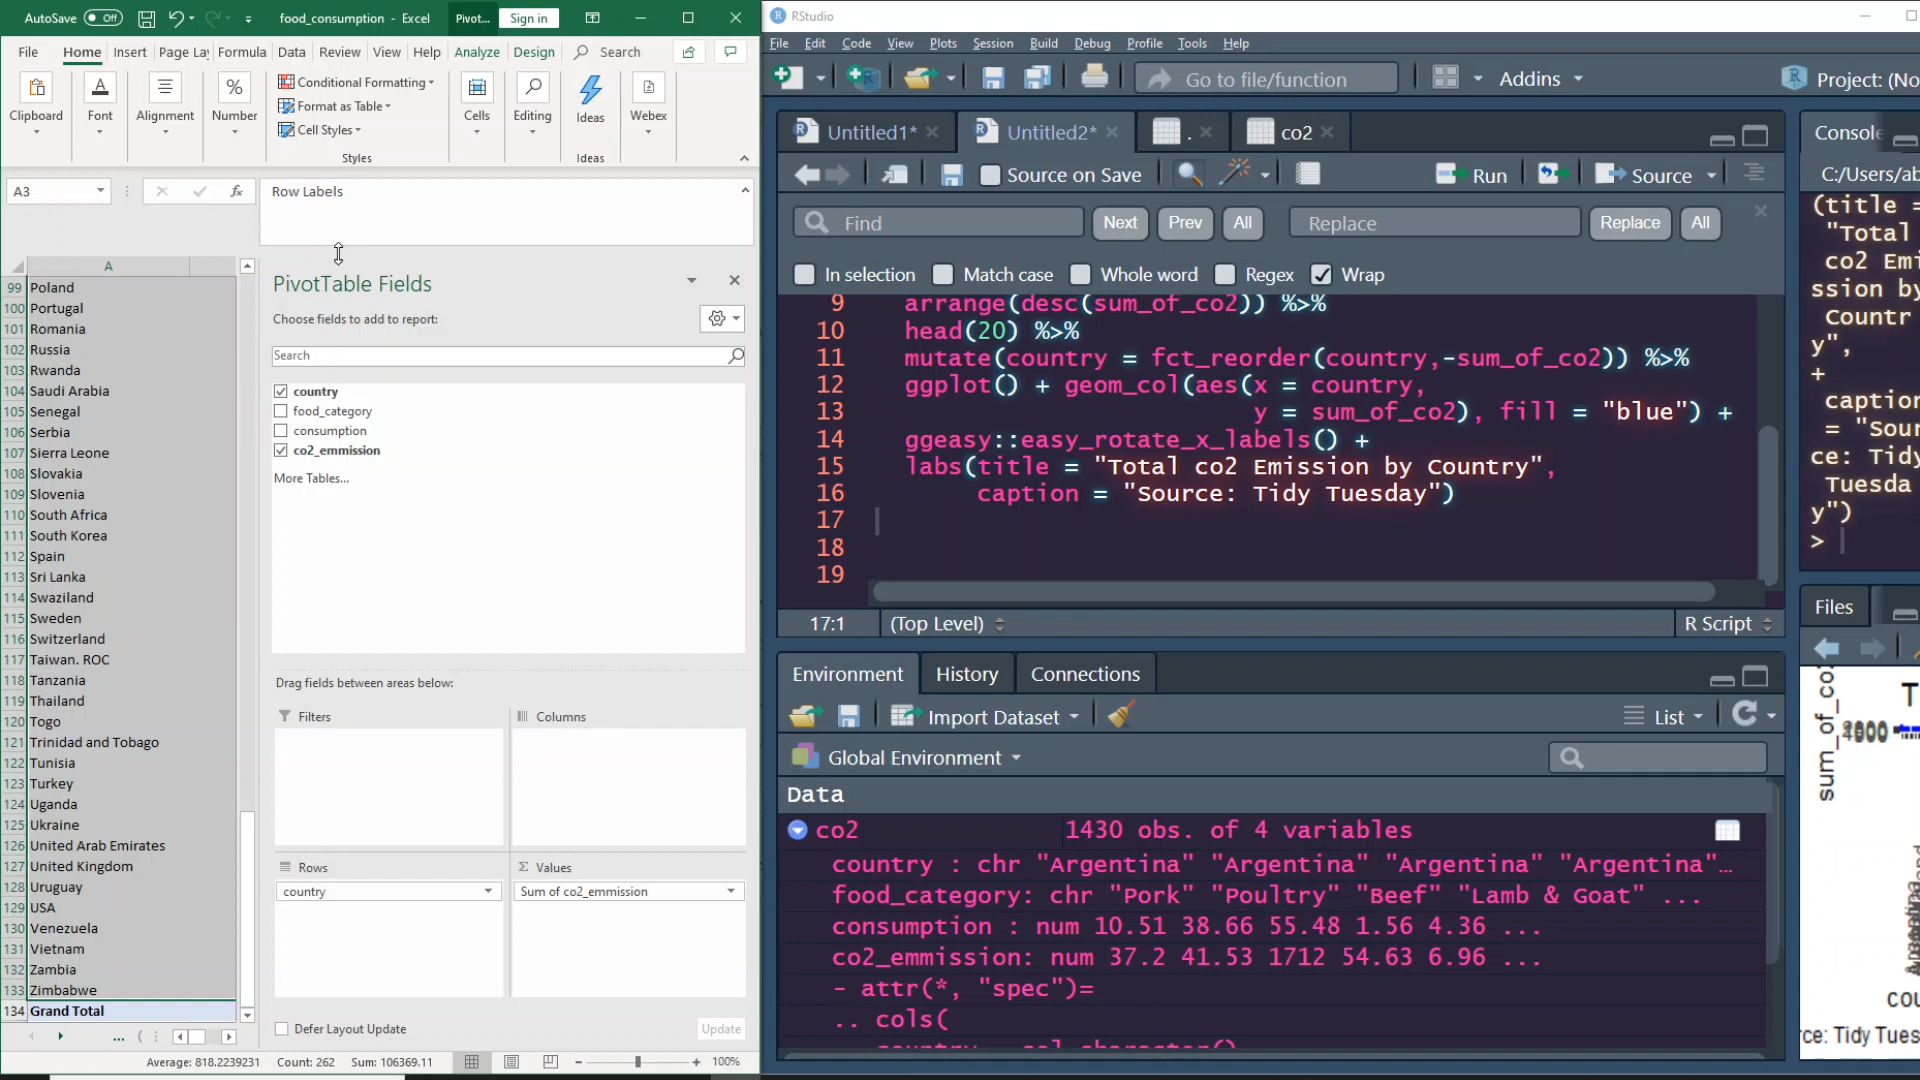 AutoSave Off food_consumption - Excel Pivot... Sign in
File Home Insert Page Lay Formula Data Review View Help Analyze Design Search
Conditional Formatting
Format as Table
Cell Styles
Clipboard Font Alignment Number Cells Editing Ideas Webex
Styles Ideas
A3 fx Row Labels
A
99 Poland
100 Portugal
101 Romania
102 Russia
103 Rwanda
104 Saudi Arabia
105 Senegal
106 Serbia
107 Sierra Leone
108 Slovakia
109 Slovenia
110 South Africa
111 South Korea
112 Spain
113 Sri Lanka
114 Swaziland
115 Sweden
116 Switzerland
117 Taiwan. ROC
118 Tanzania
119 Thailand
120 Togo
121 Trinidad and Tobago
122 Tunisia
123 Turkey
124 Uganda
125 Ukraine
126 United Arab Emirates
127 United Kingdom
128 Uruguay
129 USA
130 Venezuela
131 Vietnam
132 Zambia
133 Zimbabwe
134 Grand Total
... (
PivotTable Fields
Choose fields to add to report:
Search
country
food_category
consumption
co2_emmission
More Tables...
Drag fields between areas below:
Filters Columns
Rows Values
country Sum of co2_emmission
Defer Layout Update Update
Average: 818.2239231 Count: 262 Sum: 106369.11 100%
RStudio
File Edit Code View Plots Session Build Debug Profile Tools Help
Go to file/function Addins Project: (No
Untitled1* Untitled2* . co2
Source on Save Run Source
Find Next Prev All Replace Replace All
In selection Match case Whole word Regex Wrap
9 arrange(desc(sum_of_co2)) %>%
10 head(20) %>%
11 mutate(country = fct_reorder(country,-sum_of_co2)) %>%
12 ggplot() + geom_col(aes(x = country,
13 y = sum_of_co2), fill = "blue") +
14 ggeasy::easy_rotate_x_labels() +
15 labs(title = "Total co2 Emission by Country",
16 caption = "Source: Tidy Tuesday")
17
18
19
17:1 (Top Level) R Script
Environment History Connections
Import Dataset List
Global Environment
Data
co2 1430 obs. of 4 variables
country : chr "Argentina" "Argentina" "Argentina" "Argentina"…
food_category: chr "Pork" "Poultry" "Beef" "Lamb & Goat" ...
consumption : num 10.51 38.66 55.48 1.56 4.36 ...
co2_emmission: num 37.2 41.53 1712 54.63 6.96 ...
- attr(*, "spec")=
.. cols(
Console
C:/Users/ab
(title =
"Total
co2 Emi
ssion by
Countr
y",
+
caption
= "Sour
ce: Tidy
Tuesda
y")
>
Files
sum_of_co
T
cou
rce: Tidy Tues